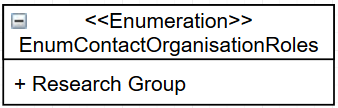 <<Enumeration>>
EnumContactOrganisationRoles
+ Research Group